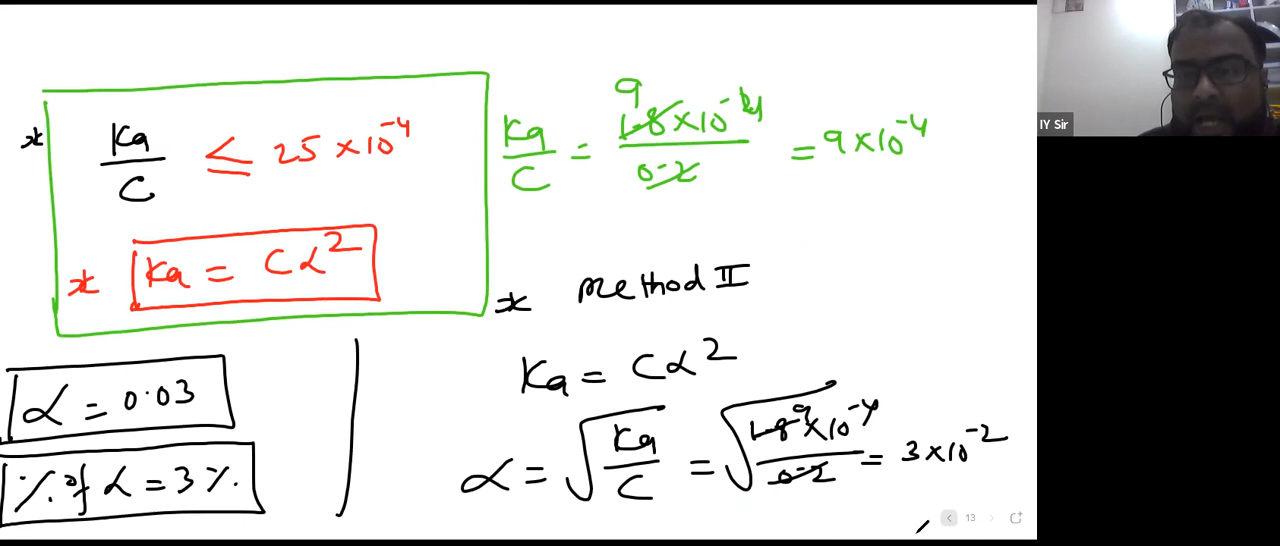 * Ka/C ≤ 25 × 10⁻⁴
* Ka = Cα²
Ka/C = 1.8 × 10⁻⁴/0.2 = 9 × 10⁻⁴
9
* Method II
Ka = Cα²
α = √(Ka/C) = √(1.8 9 × 10⁻⁴/0.2) = 3 × 10⁻²
α = 0.03
% of α = 3 %.
IY Sir
13